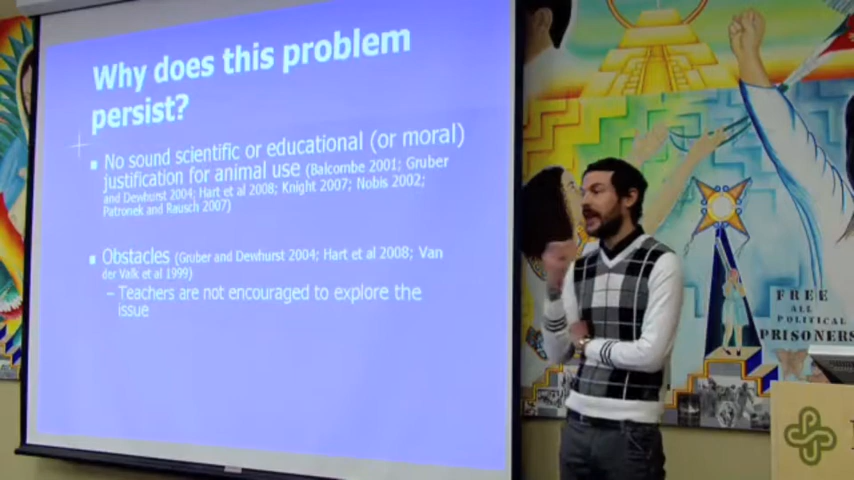 Why does this problem
persist?
No sound scientific or educational (or moral)
justification for animal use (Balcombe 2001; Gruber
and Dewhurst 2004; Hart et al 2008; Knight 2007; Nobis 2002;
Patronek and Rausch 2007)
Obstacles (Gruber and Dewhurst 2004; Hart et al 2008; Van
der Valk et al 1999)
– Teachers are not encouraged to explore the
issue
FREE
ALL
POLITICAL
PRISONERS